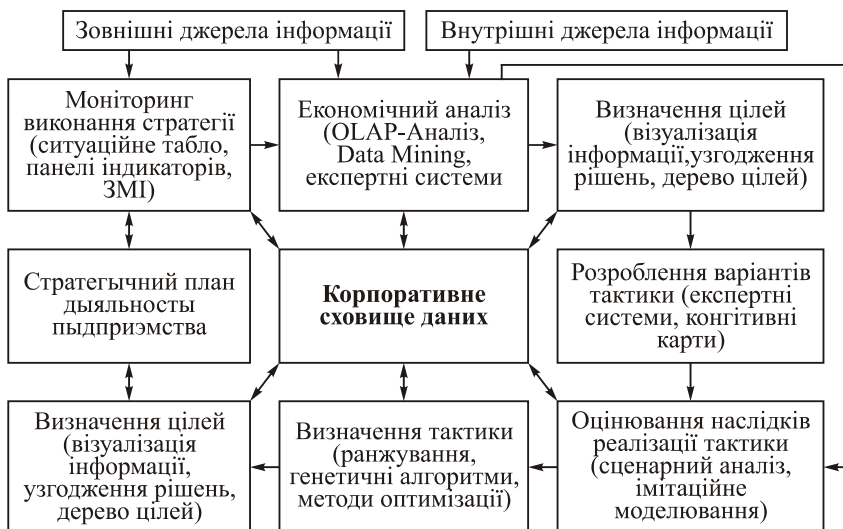 Зовнішні джерела інформації
Внутрішні джерела інформації
Моніторинг
виконання стратегії
(ситуаційне табло,
панелі індикаторів,
ЗМІ)
Економічний аналіз
(OLAP-Аналіз,
Data Mining,
експертні системи
Визначення цілей
(візуалізація
інформації,узгодження
рішень, дерево цілей)
Стратегычний план
дыяльносты
пыдприэмства
Корпоративне
сховище даних
Розроблення варіантів
тактики (експертні
системи, конгітивні
карти)
Визначення цілей
(візуалізація
інформації,
узгодження рішень,
дерево цілей)
Визначення тактики
(ранжування,
генетичні алгоритми,
методи оптимізації)
Оцінювання наслідків
реалізації тактики
(сценарний аналіз,
імітаційне
моделювання)